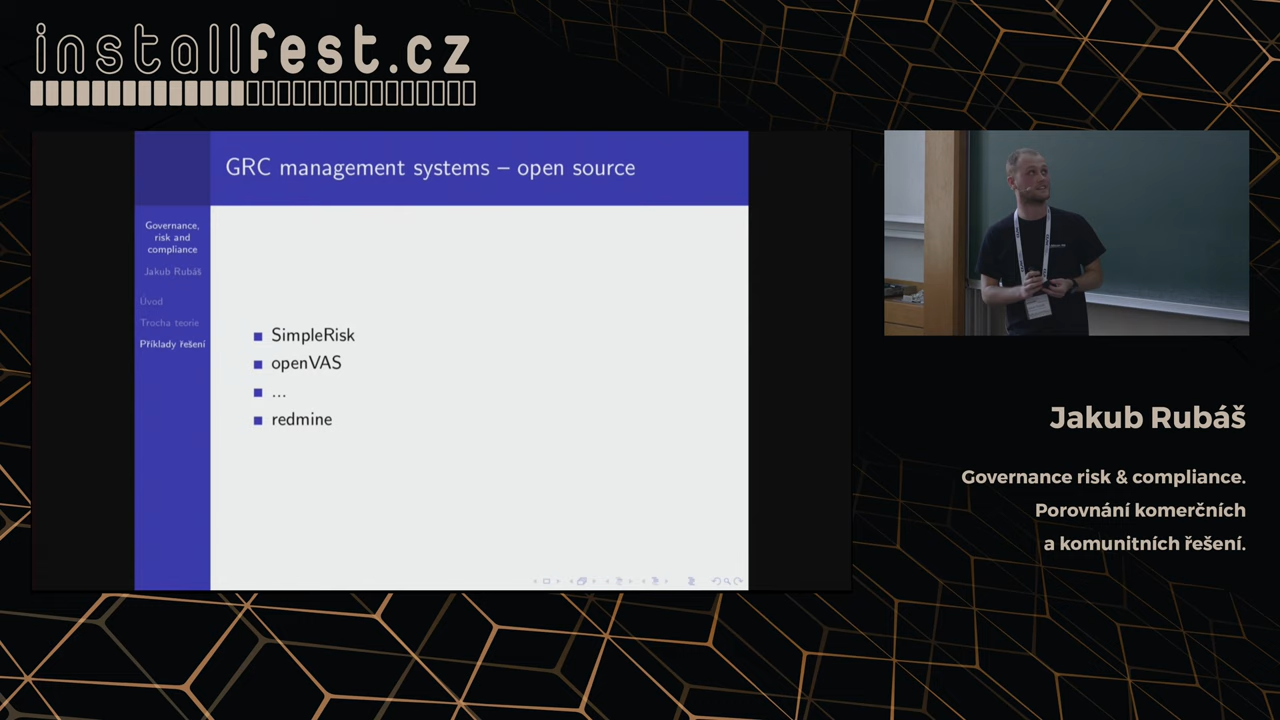 installfest.cz
GRC management systems – open source
Governance,
risk and
compliance
Jakub Rubáš
Úvod
Trocha teorie
Příklady řešení
SimpleRisk
openVAS
...
redmine
Jakub Rubáš
Governance risk & compliance.
Porovnání komerčních
a komunitních řešení.